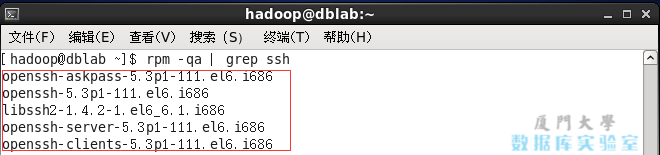 hadoop@dblab:~
文件(F) 编辑(E) 查看(V) 搜索 (S) 终端(T) 帮助(H)
[hadoop@dblab ~]$ rpm -qa | grep ssh
openssh-askpass-5.3p1-111.el6.i686
openssh-5.3p1-111.el6.i686
libssh2-1.4.2-1.el6_6.1.i686
openssh-server-5.3p1-111.el6.i686
openssh-clients-5.3p1-111.el6.i686
厦門大學
数据库实验室